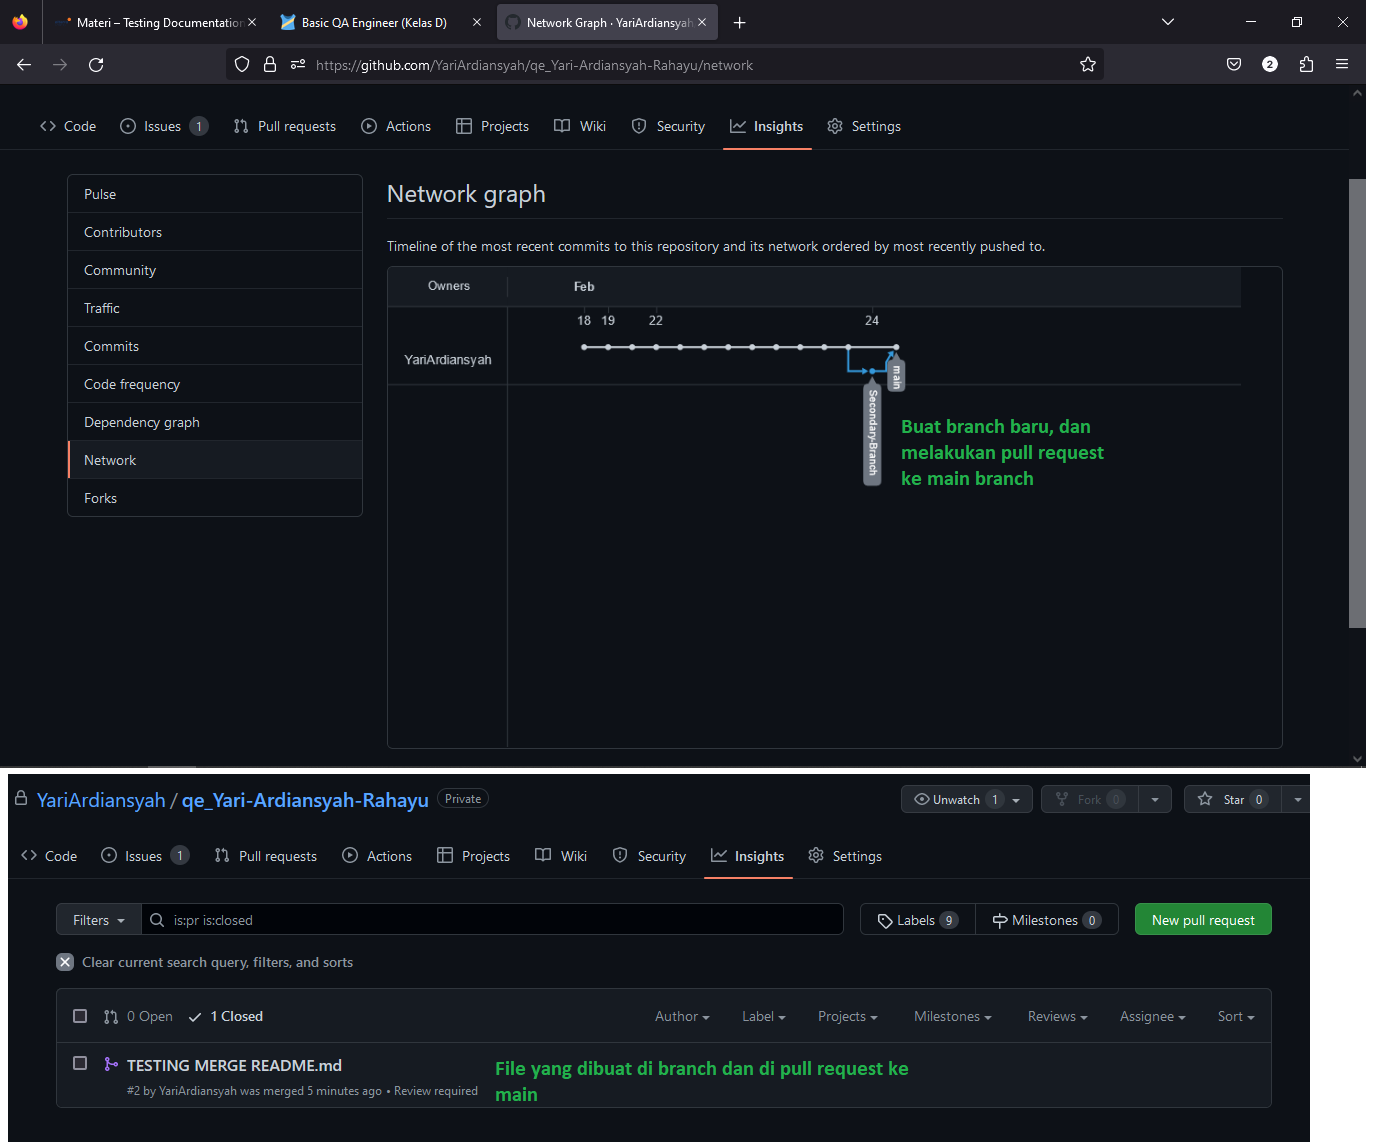 Materi – Testing Documentation
Basic QA Engineer (Kelas D)
Network Graph · YariArdiansyah
https://github.com/YariArdiansyah/qe_Yari-Ardiansyah-Rahayu/network
2
Code
Issues 1
Pull requests
Actions
Projects
Wiki
Security
Insights
Settings
Pulse
Contributors
Community
Traffic
Commits
Code frequency
Dependency graph
Network
Forks
Network graph
Timeline of the most recent commits to this repository and its network ordered by most recently pushed to.
Owners
Feb
18 19 22 24
YariArdiansyah
main
Secondary-Branch
Buat branch baru, dan
melakukan pull request
ke main branch
YariArdiansyah / qe_Yari-Ardiansyah-Rahayu Private
Unwatch 1
Fork 0
Star 0
Code
Issues 1
Pull requests
Actions
Projects
Wiki
Security
Insights
Settings
Filters
is:pr is:closed
Labels 9
Milestones 0
New pull request
Clear current search query, filters, and sorts
0 Open
1 Closed
Author
Label
Projects
Milestones
Reviews
Assignee
Sort
TESTING MERGE README.md
#2 by YariArdiansyah was merged 5 minutes ago • Review required
File yang dibuat di branch dan di pull request ke
main